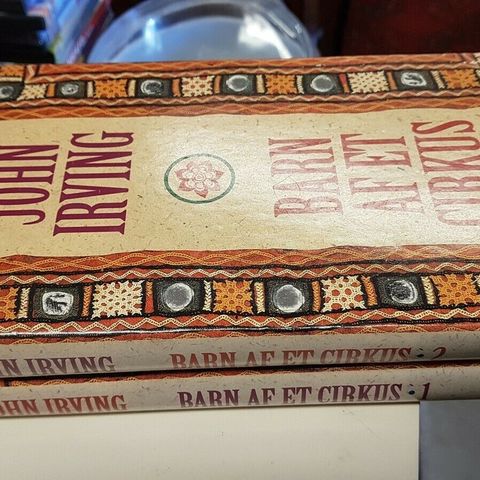 JOHN
IRVING
BARN
AF ET
CIRKUS
JOHN IRVING BARN AF ET CIRKUS · 2
JOHN IRVING BARN AF ET CIRKUS · 1